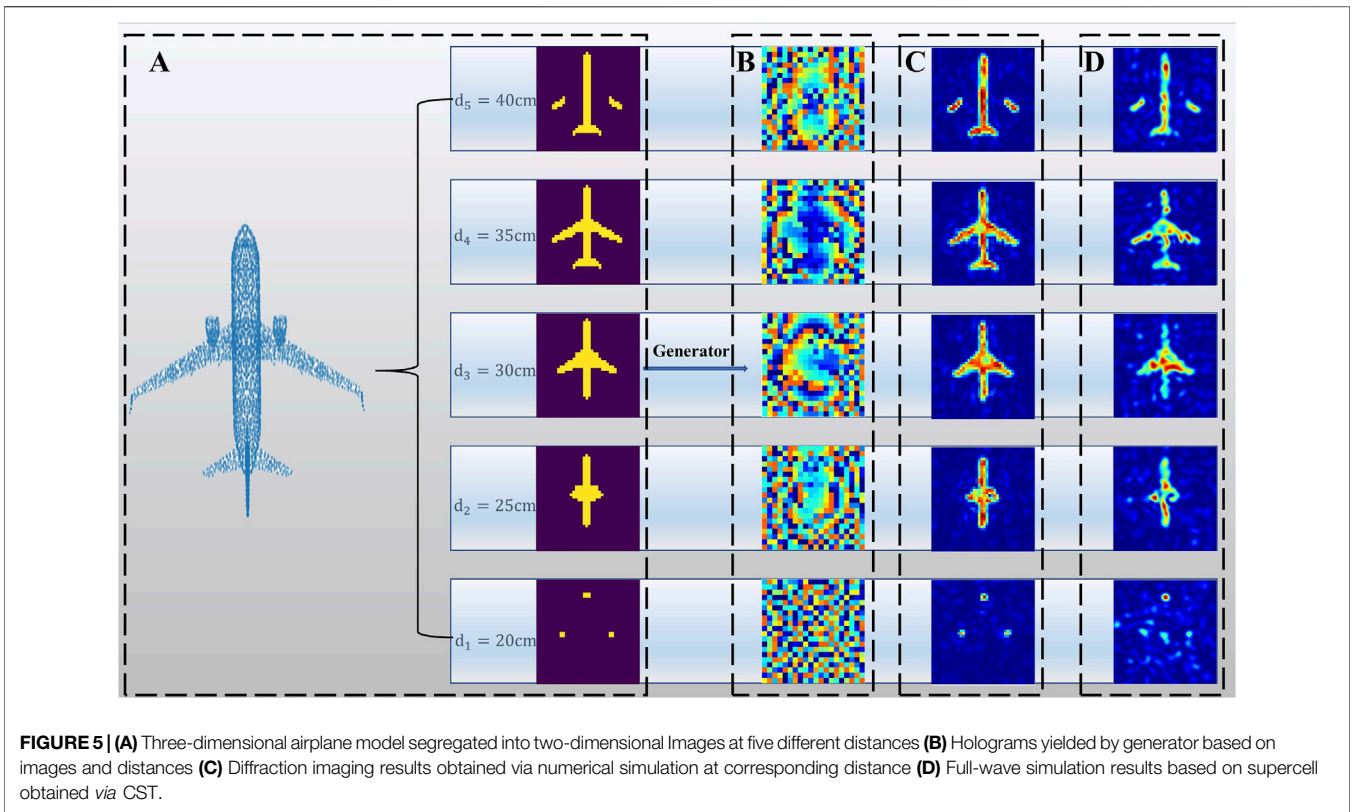 A
B
C
D
d₅ = 40cm
d₄ = 35cm
d₃ = 30cm
Generator
d₂ = 25cm
d₁ = 20cm
FIGURE 5 | (A) Three-dimensional airplane model segregated into two-dimensional Images at five different distances (B) Holograms yielded by generator based on
images and distances (C) Diffraction imaging results obtained via numerical simulation at corresponding distance (D) Full-wave simulation results based on supercell
obtained via CST.